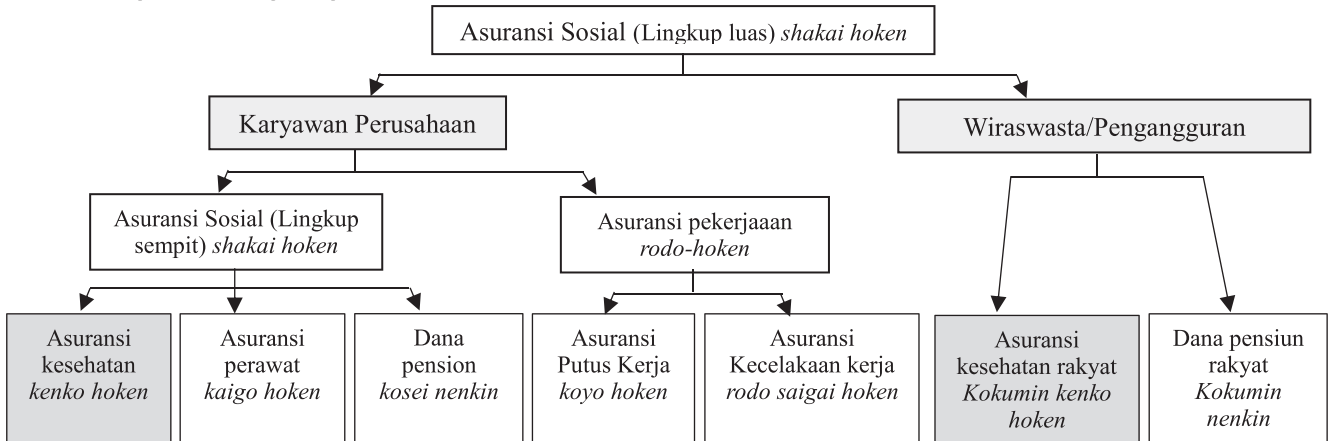 Asuransi Sosial (Lingkup luas) shakai hoken
Karyawan Perusahaan
Wiraswasta/Pengangguran
Asuransi Sosial (Lingkup
sempit) shakai hoken
Asuransi pekerjaaan
rodo-hoken
Asuransi
kesehatan
kenko hoken
Asuransi
perawat
kaigo hoken
Dana
pension
kosei nenkin
Asuransi
Putus Kerja
koyo hoken
Asuransi
Kecelakaan kerja
rodo saigai hoken
Asuransi
kesehatan rakyat
Kokumin kenko
hoken
Dana pensiun
rakyat
Kokumin
nenkin